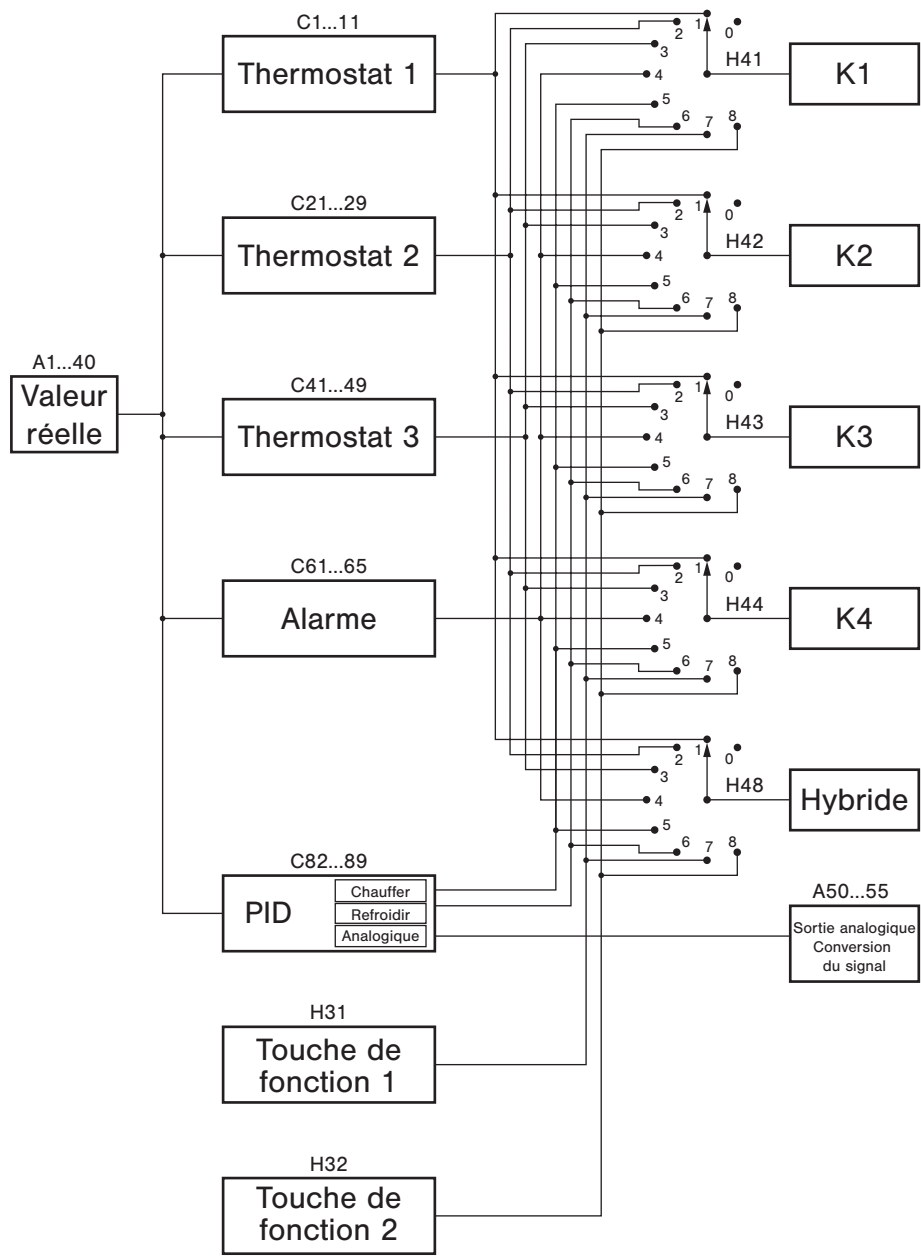 C1...11
Thermostat 1
2
1
0
3
H41
4
K1
5
6
7
8
C21...29
Thermostat 2
2
1
0
3
H42
4
K2
5
6
7
8
A1...40
Valeur
réelle
C41...49
Thermostat 3
2
1
0
3
H43
4
K3
5
6
7
8
C61...65
Alarme
2
1
0
3
H44
4
K4
5
6
7
8
2
1
0
3
H48
4
Hybride
5
6
7
8
C82...89
PID
Chauffer
Refroidir
Analogique
A50...55
Sortie analogique
Conversion
du signal
H31
Touche de
fonction 1
H32
Touche de
fonction 2